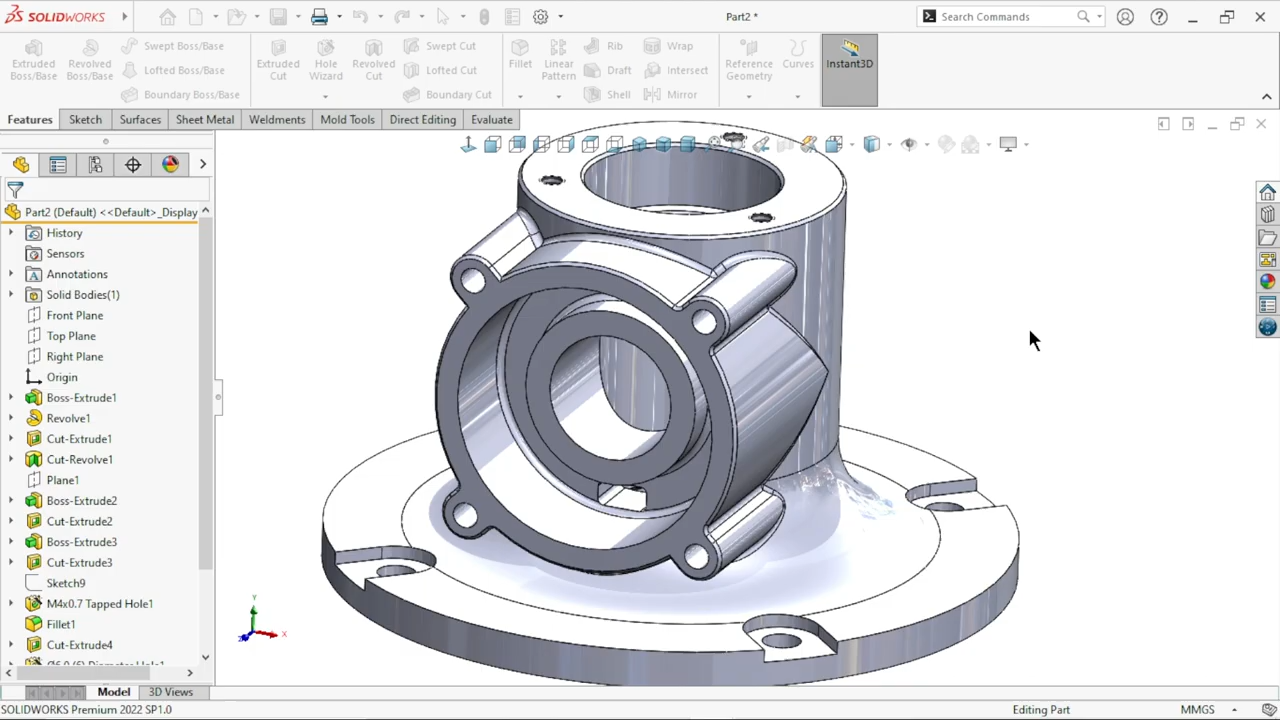 SOLIDWORKS
Part2 *
Search Commands
Extruded Boss/Base
Revolved Boss/Base
Swept Boss/Base
Lofted Boss/Base
Boundary Boss/Base
Extruded Cut
Hole Wizard
Revolved Cut
Swept Cut
Lofted Cut
Boundary Cut
Fillet
Linear Pattern
Rib
Draft
Shell
Wrap
Intersect
Mirror
Reference Geometry
Curves
Instant3D
Features
Sketch
Surfaces
Sheet Metal
Weldments
Mold Tools
Direct Editing
Evaluate
Part2 (Default) <<Default>_Display
History
Sensors
Annotations
Solid Bodies(1)
Front Plane
Top Plane
Right Plane
Origin
Boss-Extrude1
Revolve1
Cut-Extrude1
Cut-Revolve1
Plane1
Boss-Extrude2
Cut-Extrude2
Boss-Extrude3
Cut-Extrude3
Sketch9
M4x0.7 Tapped Hole1
Fillet1
Cut-Extrude4
Y
X
Model
3D Views
SOLIDWORKS Premium 2022 SP1.0
Editing Part
MMGS